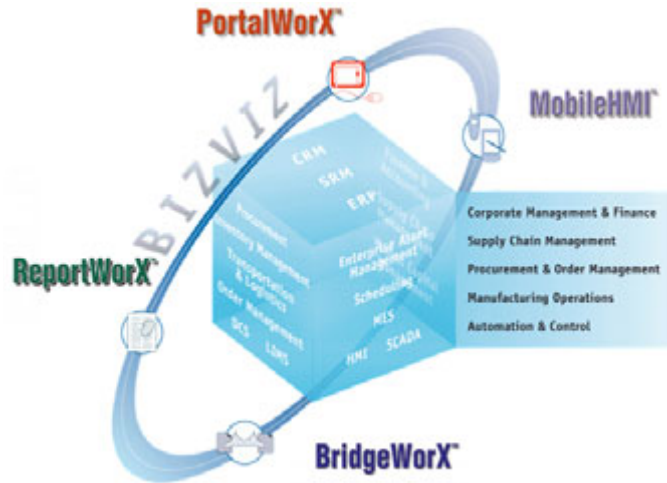 PortalWorX™
MobileHMI™
BIZVIZ
CRM
SRM
ERP
Procurement
Inventory Management
Transportation
& Logistics
Order Management
DCS LIMS
Enterprise Asset
Management
Scheduling
MES
HMI SCADA
Corporate Management & Finance
Supply Chain Management
Procurement & Order Management
Manufacturing Operations
Automation & Control
ReportWorX™
BridgeWorX™